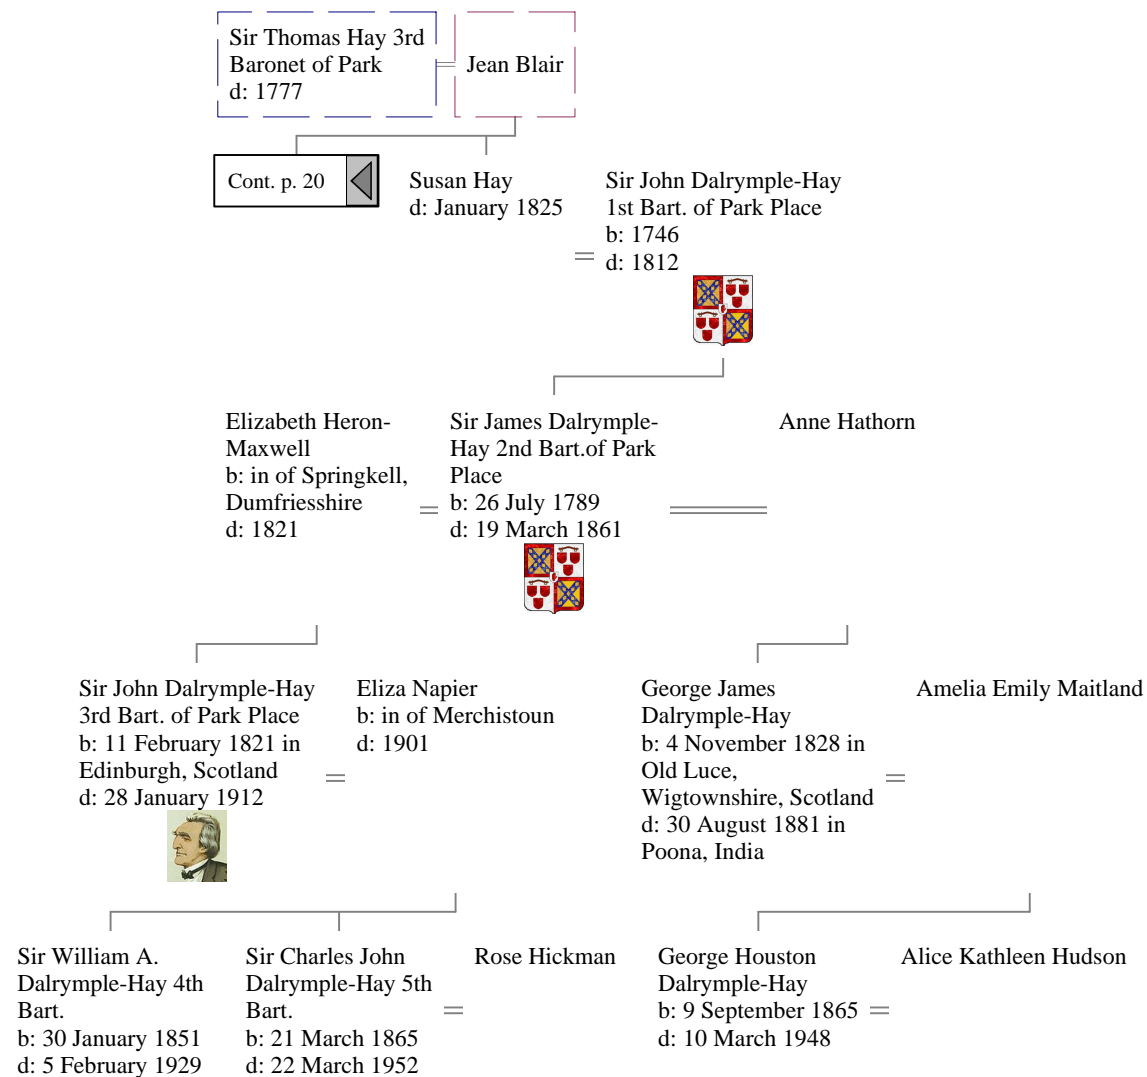 Sir Thomas Hay 3rd
Baronet of Park
d: 1777
Jean Blair
Cont. p. 20
Susan Hay
d: January 1825
Sir John Dalrymple-Hay
1st Bart. of Park Place
b: 1746
d: 1812
Elizabeth Heron-
Maxwell
b: in of Springkell,
Dumfriesshire
d: 1821
Sir James Dalrymple-
Hay 2nd Bart.of Park
Place
b: 26 July 1789
d: 19 March 1861
Anne Hathorn
Sir John Dalrymple-Hay
3rd Bart. of Park Place
b: 11 February 1821 in
Edinburgh, Scotland
d: 28 January 1912
Eliza Napier
b: in of Merchistoun
d: 1901
George James
Dalrymple-Hay
b: 4 November 1828 in
Old Luce,
Wigtownshire, Scotland
d: 30 August 1881 in
Poona, India
Amelia Emily Maitland
Sir William A.
Dalrymple-Hay 4th
Bart.
b: 30 January 1851
d: 5 February 1929
Sir Charles John
Dalrymple-Hay 5th
Bart.
b: 21 March 1865
d: 22 March 1952
Rose Hickman
George Houston
Dalrymple-Hay
b: 9 September 1865
d: 10 March 1948
Alice Kathleen Hudson